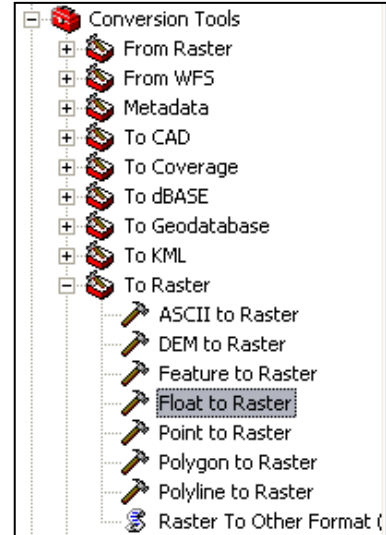 Conversion Tools
From Raster
From WFS
Metadata
To CAD
To Coverage
To dBASE
To Geodatabase
To KML
To Raster
ASCII to Raster
DEM to Raster
Feature to Raster
Float to Raster
Point to Raster
Polygon to Raster
Polyline to Raster
Raster To Other Format (